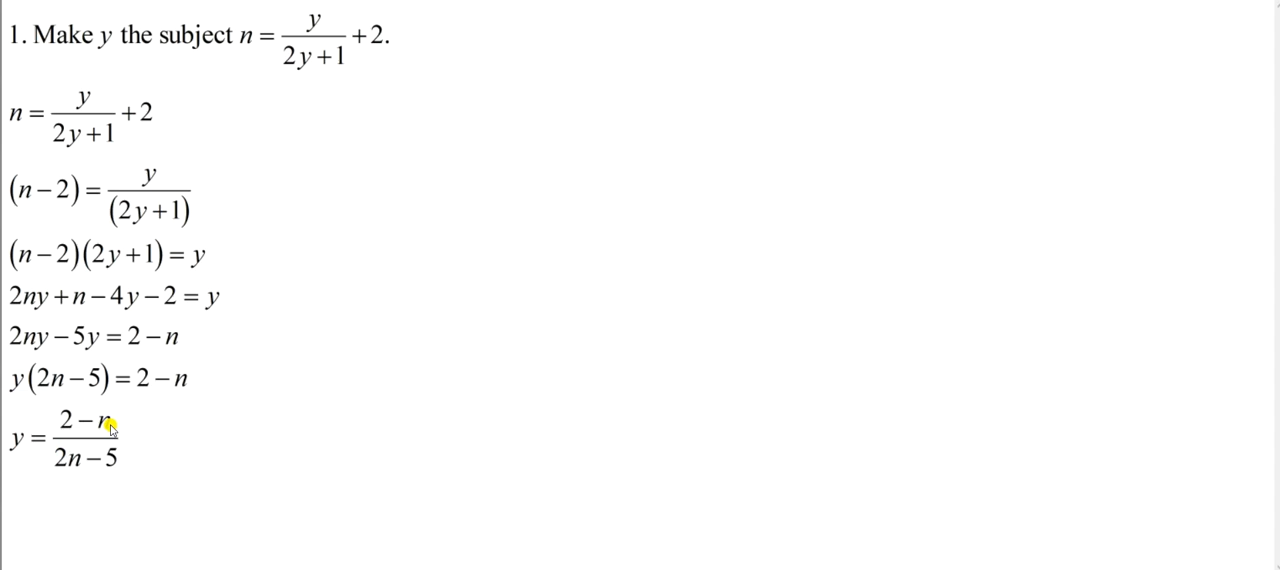 1. Make y the subject n = y/(2y+1) + 2.
n = y/(2y+1) + 2
(n−2) = y/(2y+1)
(n−2)(2y+1) = y
2ny + n − 4y − 2 = y
2ny − 5y = 2 − n
y(2n−5) = 2 − n
y = (2−n)/(2n−5)